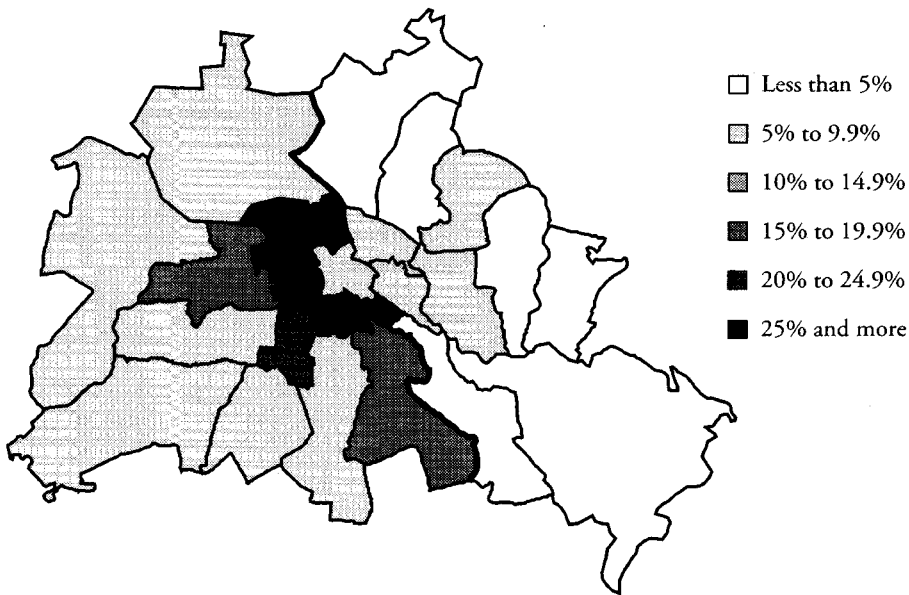 Less than 5%
5% to 9.9%
10% to 14.9%
15% to 19.9%
20% to 24.9%
25% and more